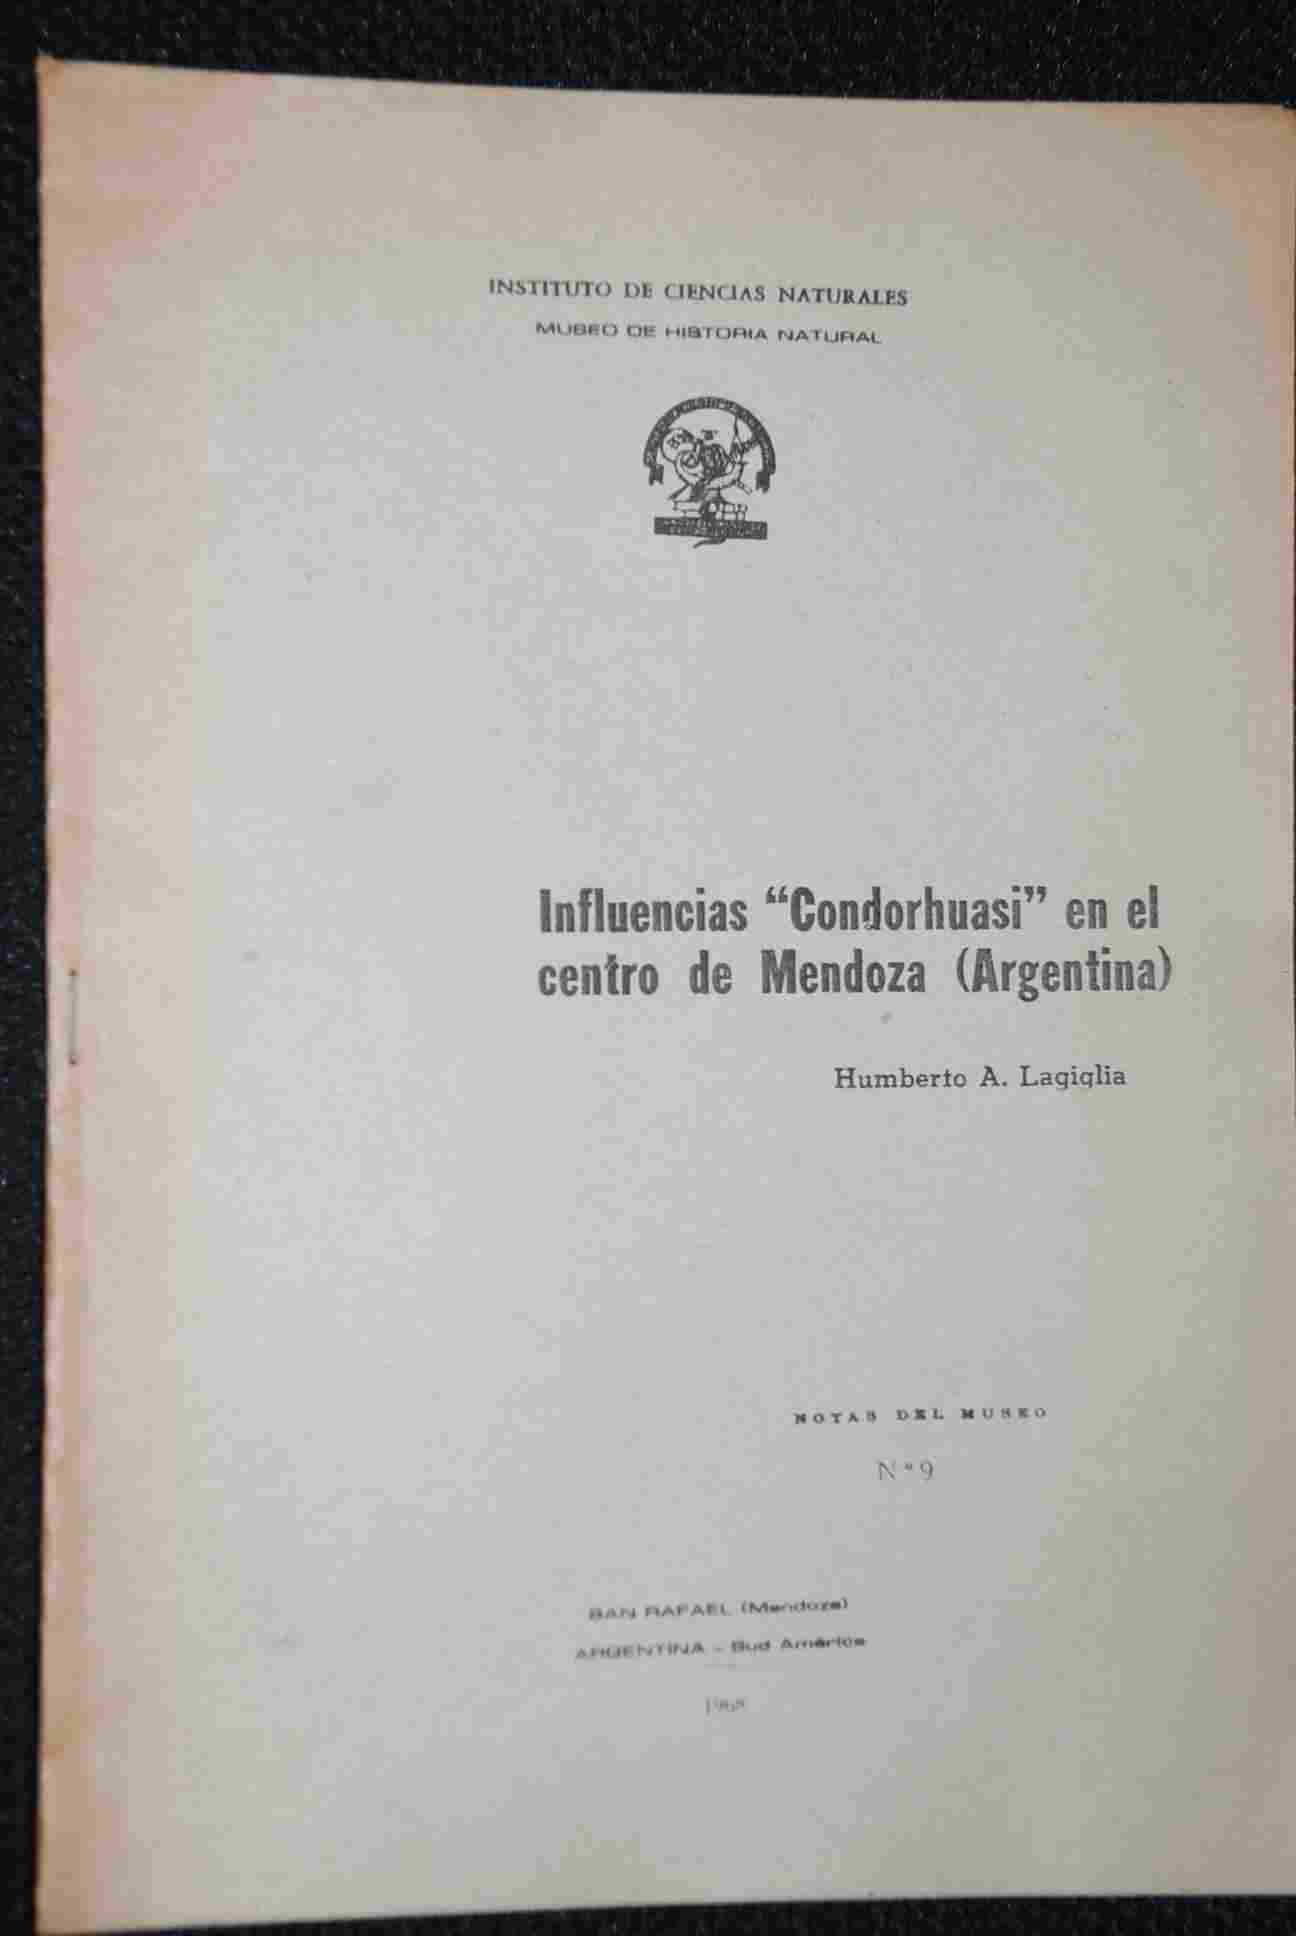 INSTITUTO DE CIENCIAS NATURALES
MUSEO DE HISTORIA NATURAL
Influencias “Condorhuasi” en el
centro de Mendoza (Argentina)
Humberto A. Lagiglia
NOTAS DEL MUSEO
Nº 9
SAN RAFAEL (Mendoza)
ARGENTINA - Sud América